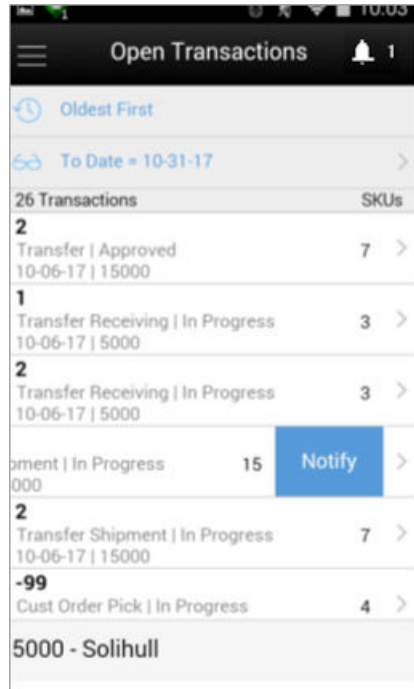 1 10:03
Open Transactions 1
Oldest First
To Date = 10-31-17
26 Transactions SKUs
2
Transfer | Approved 7
10-06-17 | 15000
1
Transfer Receiving | In Progress 3
10-06-17 | 5000
2
Transfer Receiving | In Progress 3
10-06-17 | 5000
pment | In Progress 15 Notify
000
2
Transfer Shipment | In Progress 7
10-06-17 | 15000
-99
Cust Order Pick | In Progress 4
5000 - Solihull